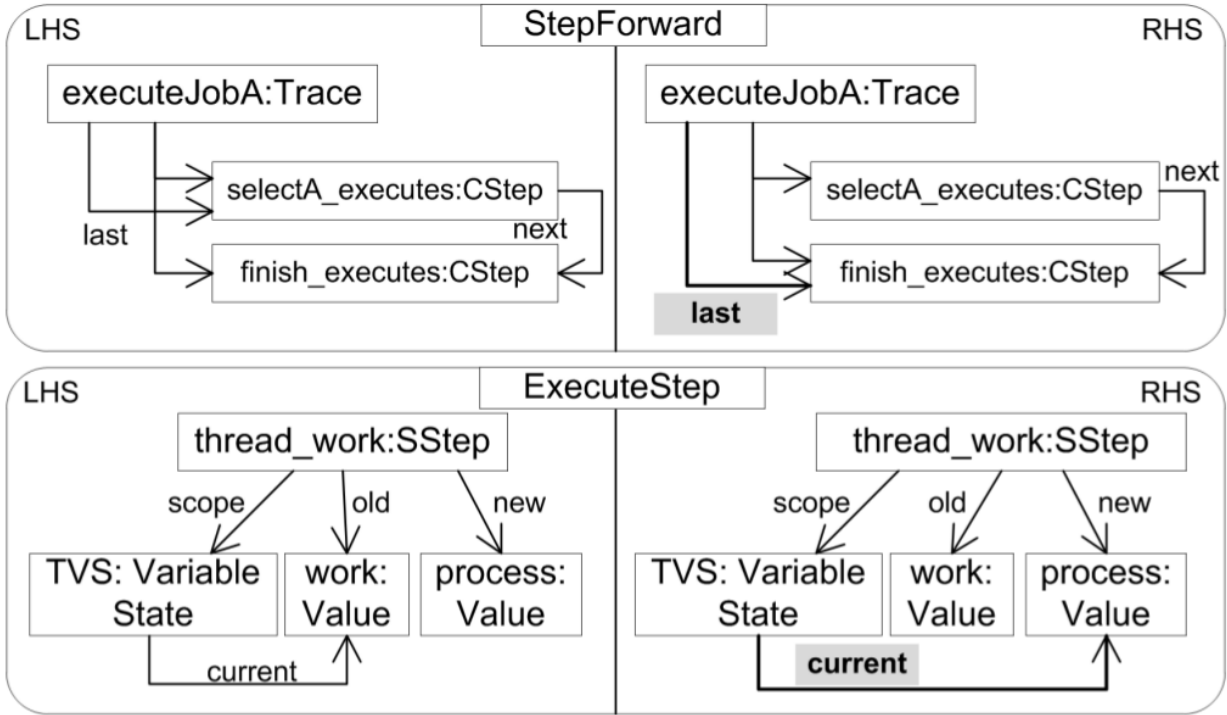 StepForward
LHS
RHS
executeJobA:Trace
executeJobA:Trace
selectA_executes:CStep
selectA_executes:CStep
next
last
next
finish_executes:CStep
finish_executes:CStep
last
ExecuteStep
LHS
RHS
thread_work:SStep
thread_work:SStep
scope
old
new
scope
old
new
TVS: Variable
State
work:
Value
process:
Value
TVS: Variable
State
work:
Value
process:
Value
current
current